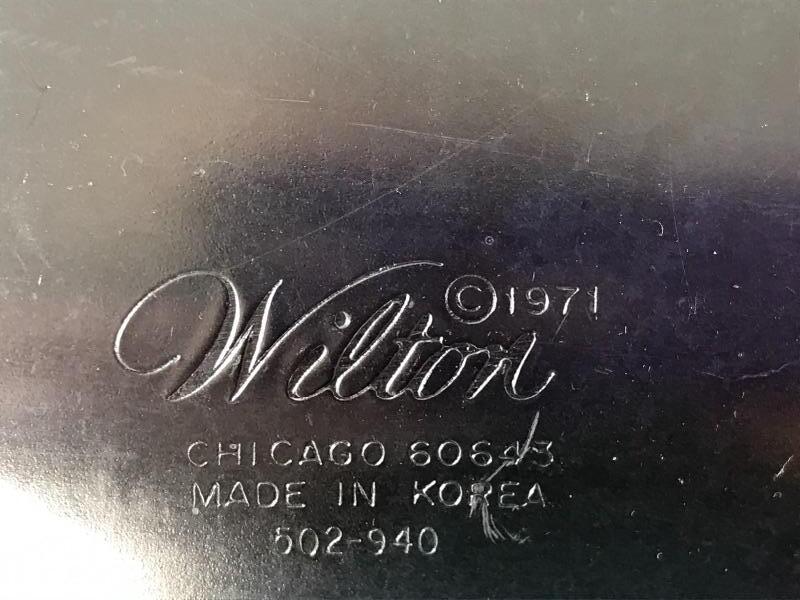 Wilton ©1971
CHICAGO 60643
MADE IN KOREA
502-940